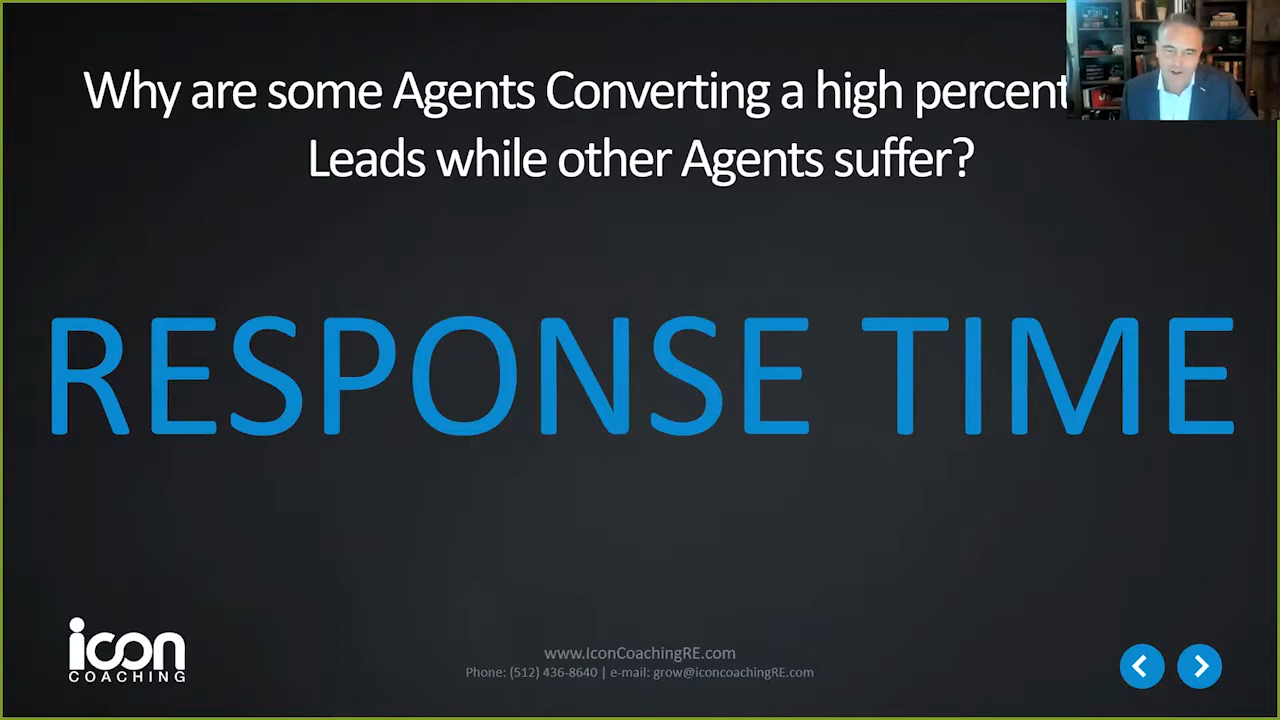 Why are some Agents Converting a high percent
Leads while other Agents suffer?
RESPONSE TIME
icon
COACHING
www.IconCoachingRE.com
Phone: (512) 436-8640 | e-mail: grow@iconcoachingRE.com